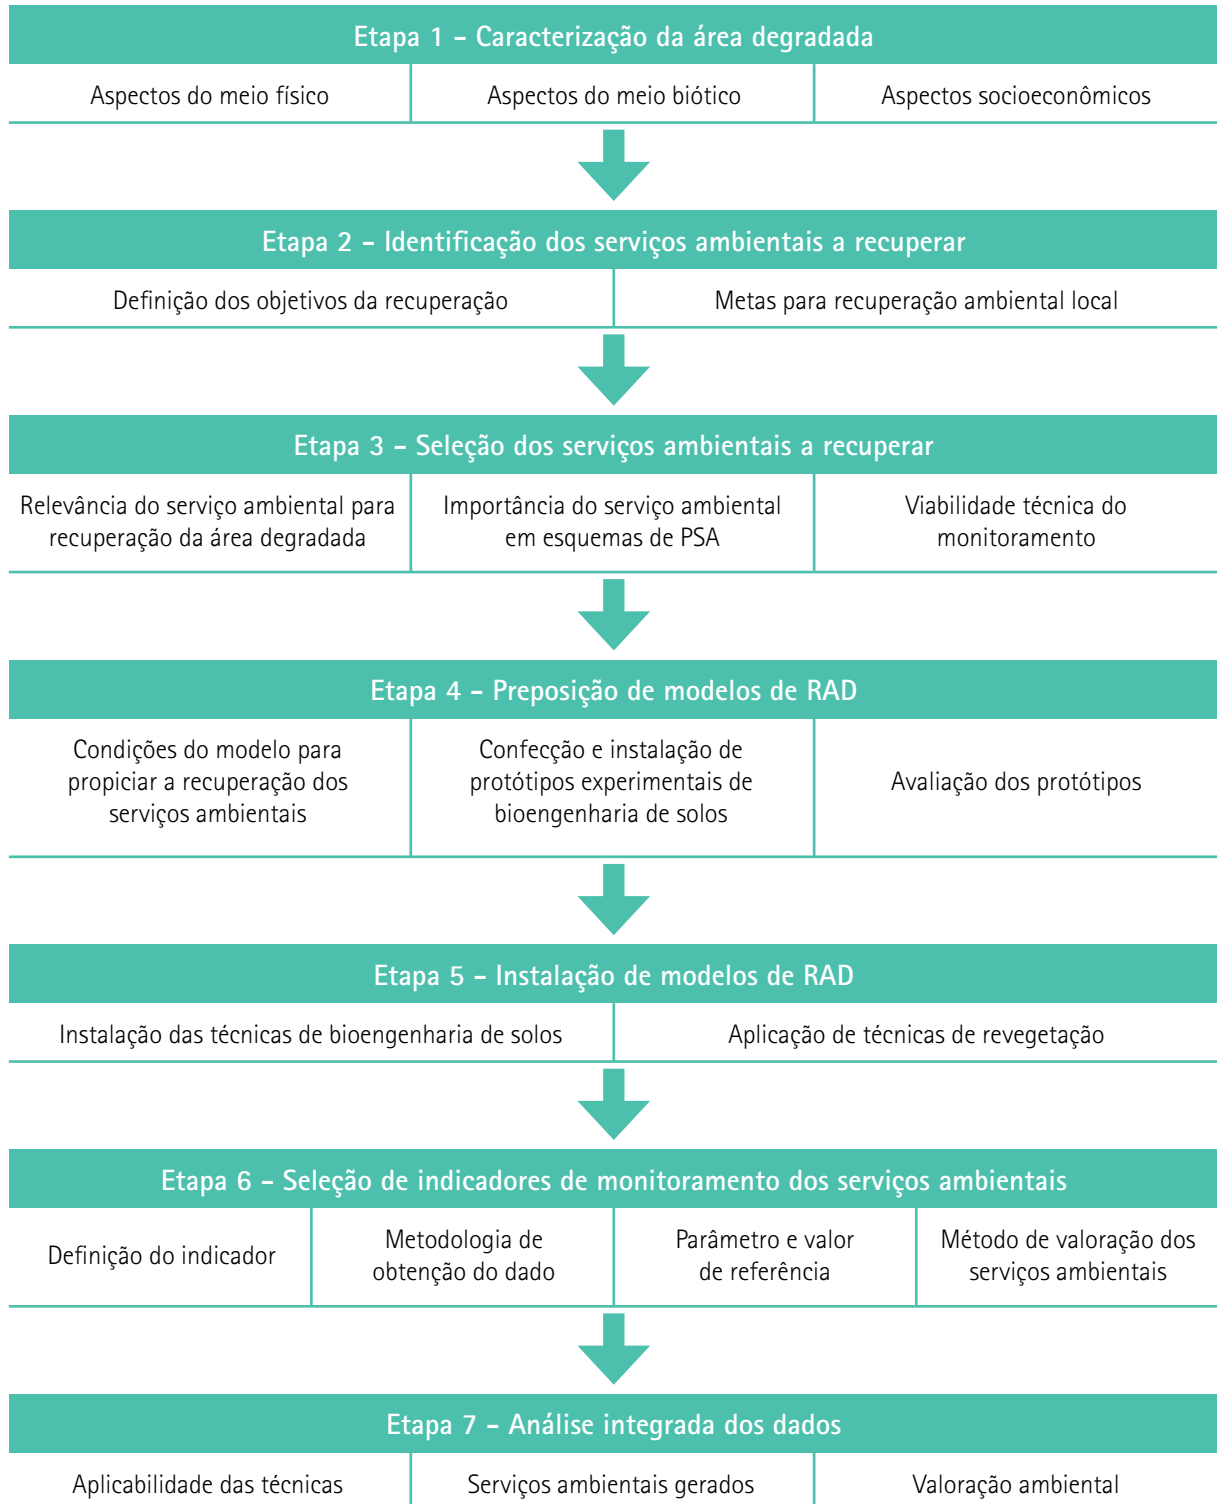 Etapa 1 – Caracterização da área degradada
Aspectos do meio físico
Aspectos do meio biótico
Aspectos socioeconômicos
Etapa 2 – Identificação dos serviços ambientais a recuperar
Definição dos objetivos da recuperação
Metas para recuperação ambiental local
Etapa 3 – Seleção dos serviços ambientais a recuperar
Relevância do serviço ambiental para
recuperação da área degradada
Importância do serviço ambiental
em esquemas de PSA
Viabilidade técnica do
monitoramento
Etapa 4 – Preposição de modelos de RAD
Condições do modelo para
propiciar a recuperação dos
serviços ambientais
Confecção e instalação de
protótipos experimentais de
bioengenharia de solos
Avaliação dos protótipos
Etapa 5 – Instalação de modelos de RAD
Instalação das técnicas de bioengenharia de solos
Aplicação de técnicas de revegetação
Etapa 6 – Seleção de indicadores de monitoramento dos serviços ambientais
Definição do indicador
Metodologia de
obtenção do dado
Parâmetro e valor
de referência
Método de valoração dos
serviços ambientais
Etapa 7 – Análise integrada dos dados
Aplicabilidade das técnicas
Serviços ambientais gerados
Valoração ambiental